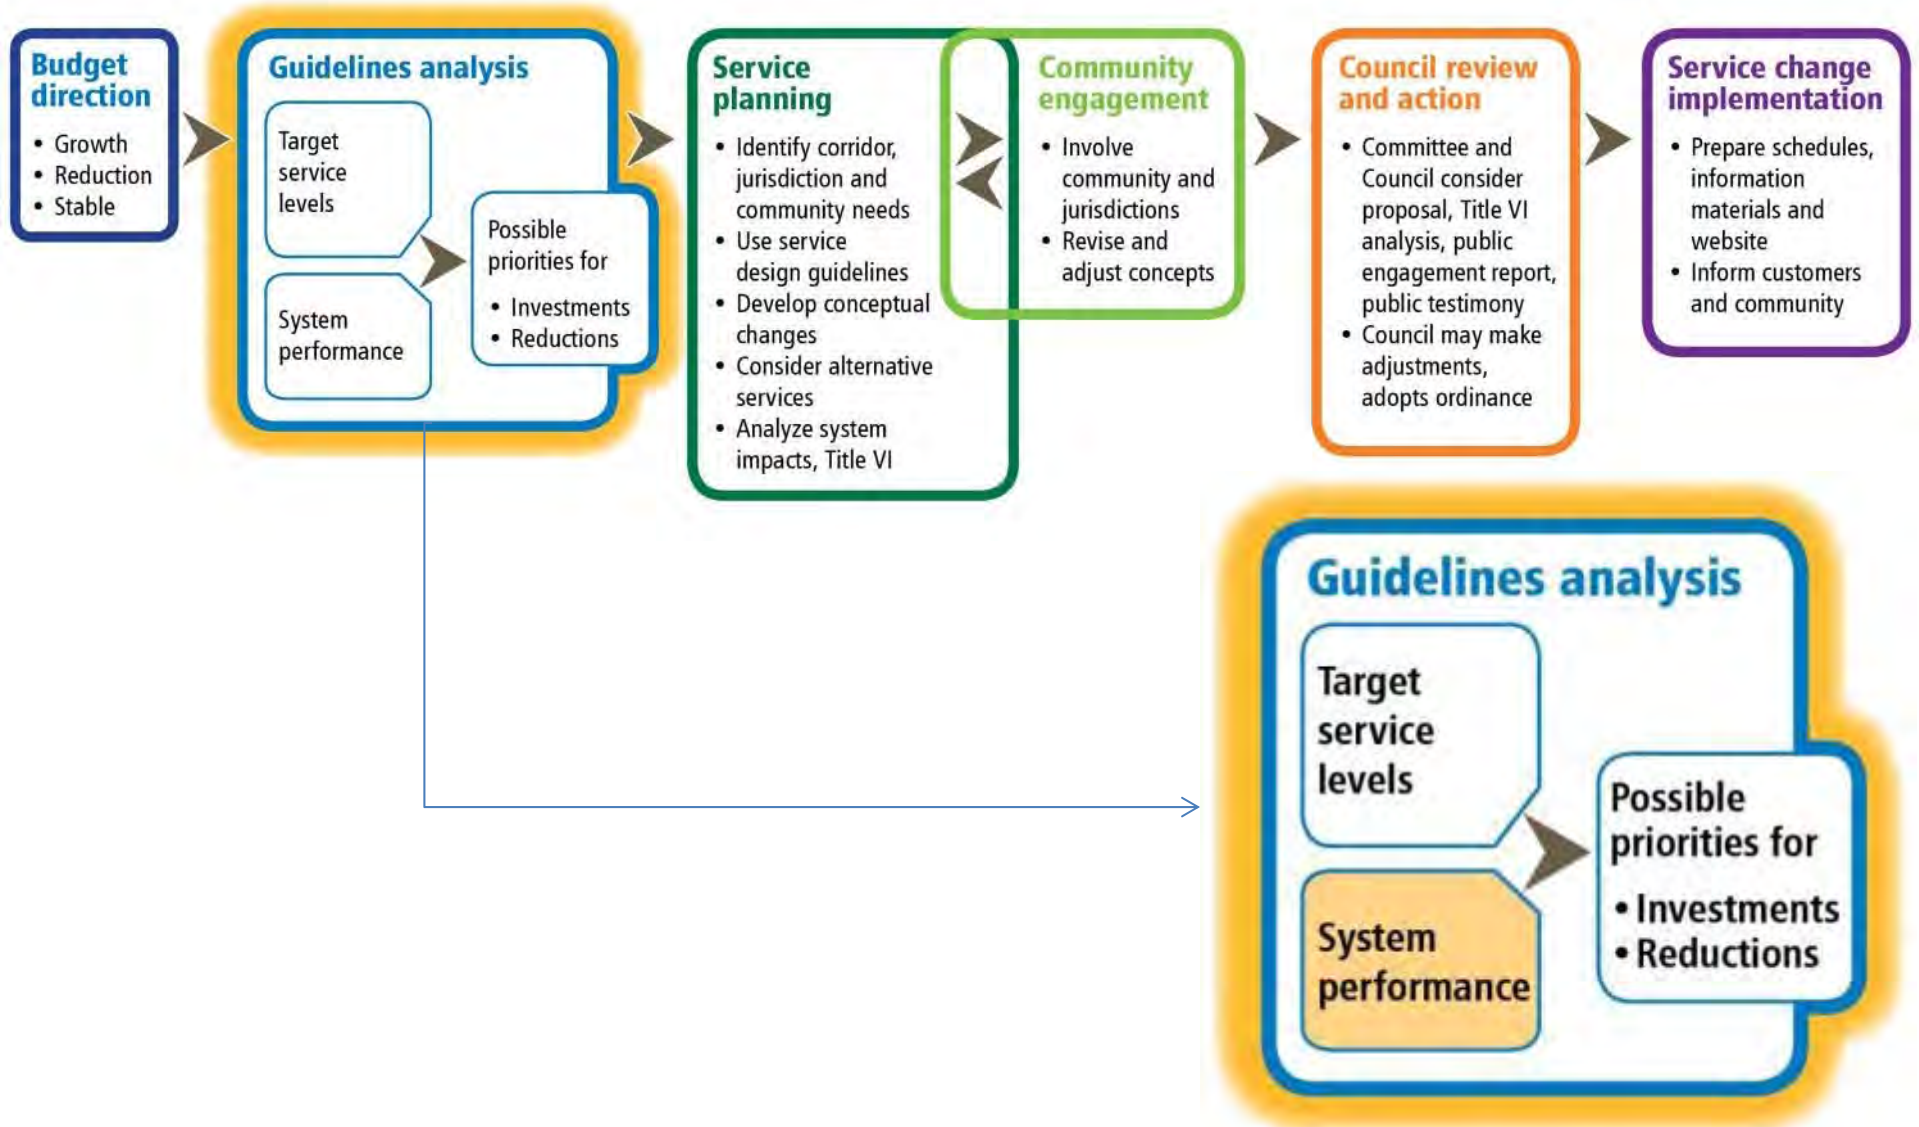 Budget
direction
• Growth
• Reduction
• Stable
Guidelines analysis
Target
service
levels
System
performance
Possible
priorities for
• Investments
• Reductions
Service
planning
• Identify corridor,
jurisdiction and
community needs
• Use service
design guidelines
• Develop conceptual
changes
• Consider alternative
services
• Analyze system
impacts, Title VI
Community
engagement
• Involve
community and
jurisdictions
• Revise and
adjust concepts
Council review
and action
• Committee and
Council consider
proposal, Title VI
analysis, public
engagement report,
public testimony
• Council may make
adjustments,
adopts ordinance
Service change
implementation
• Prepare schedules,
information
materials and
website
• Inform customers
and community
Guidelines analysis
Target
service
levels
System
performance
Possible
priorities for
• Investments
• Reductions